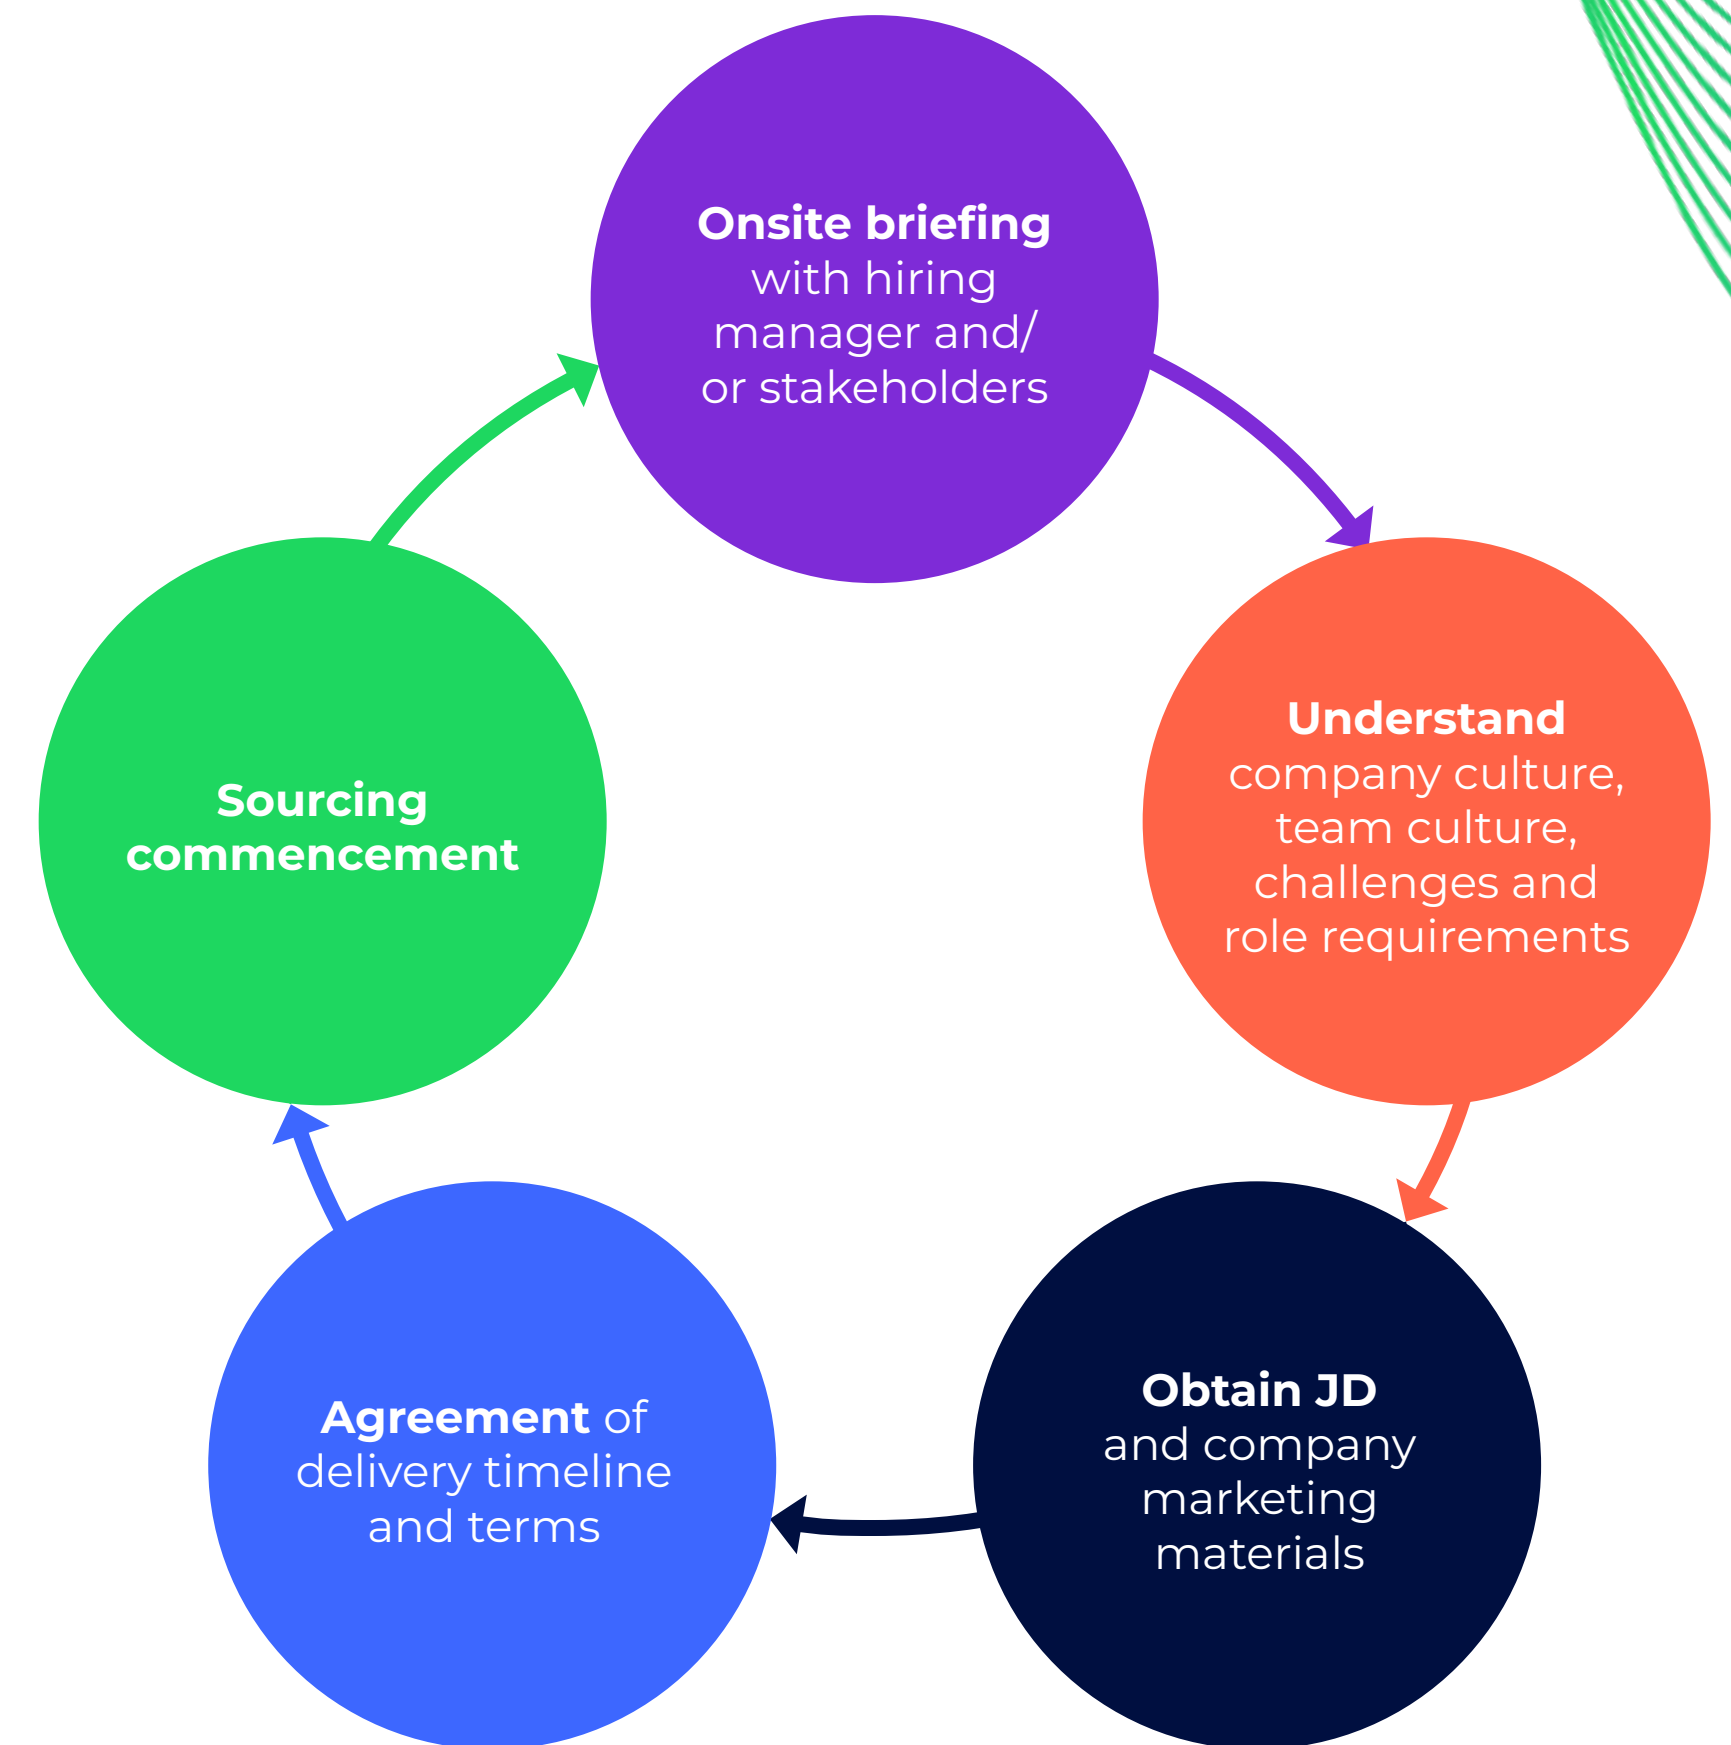 Onsite briefing
with hiring
manager and/
or stakeholders
Understand
company culture,
team culture,
challenges and
role requirements
Obtain JD
and company
marketing
materials
Agreement of
delivery timeline
and terms
Sourcing
commencement